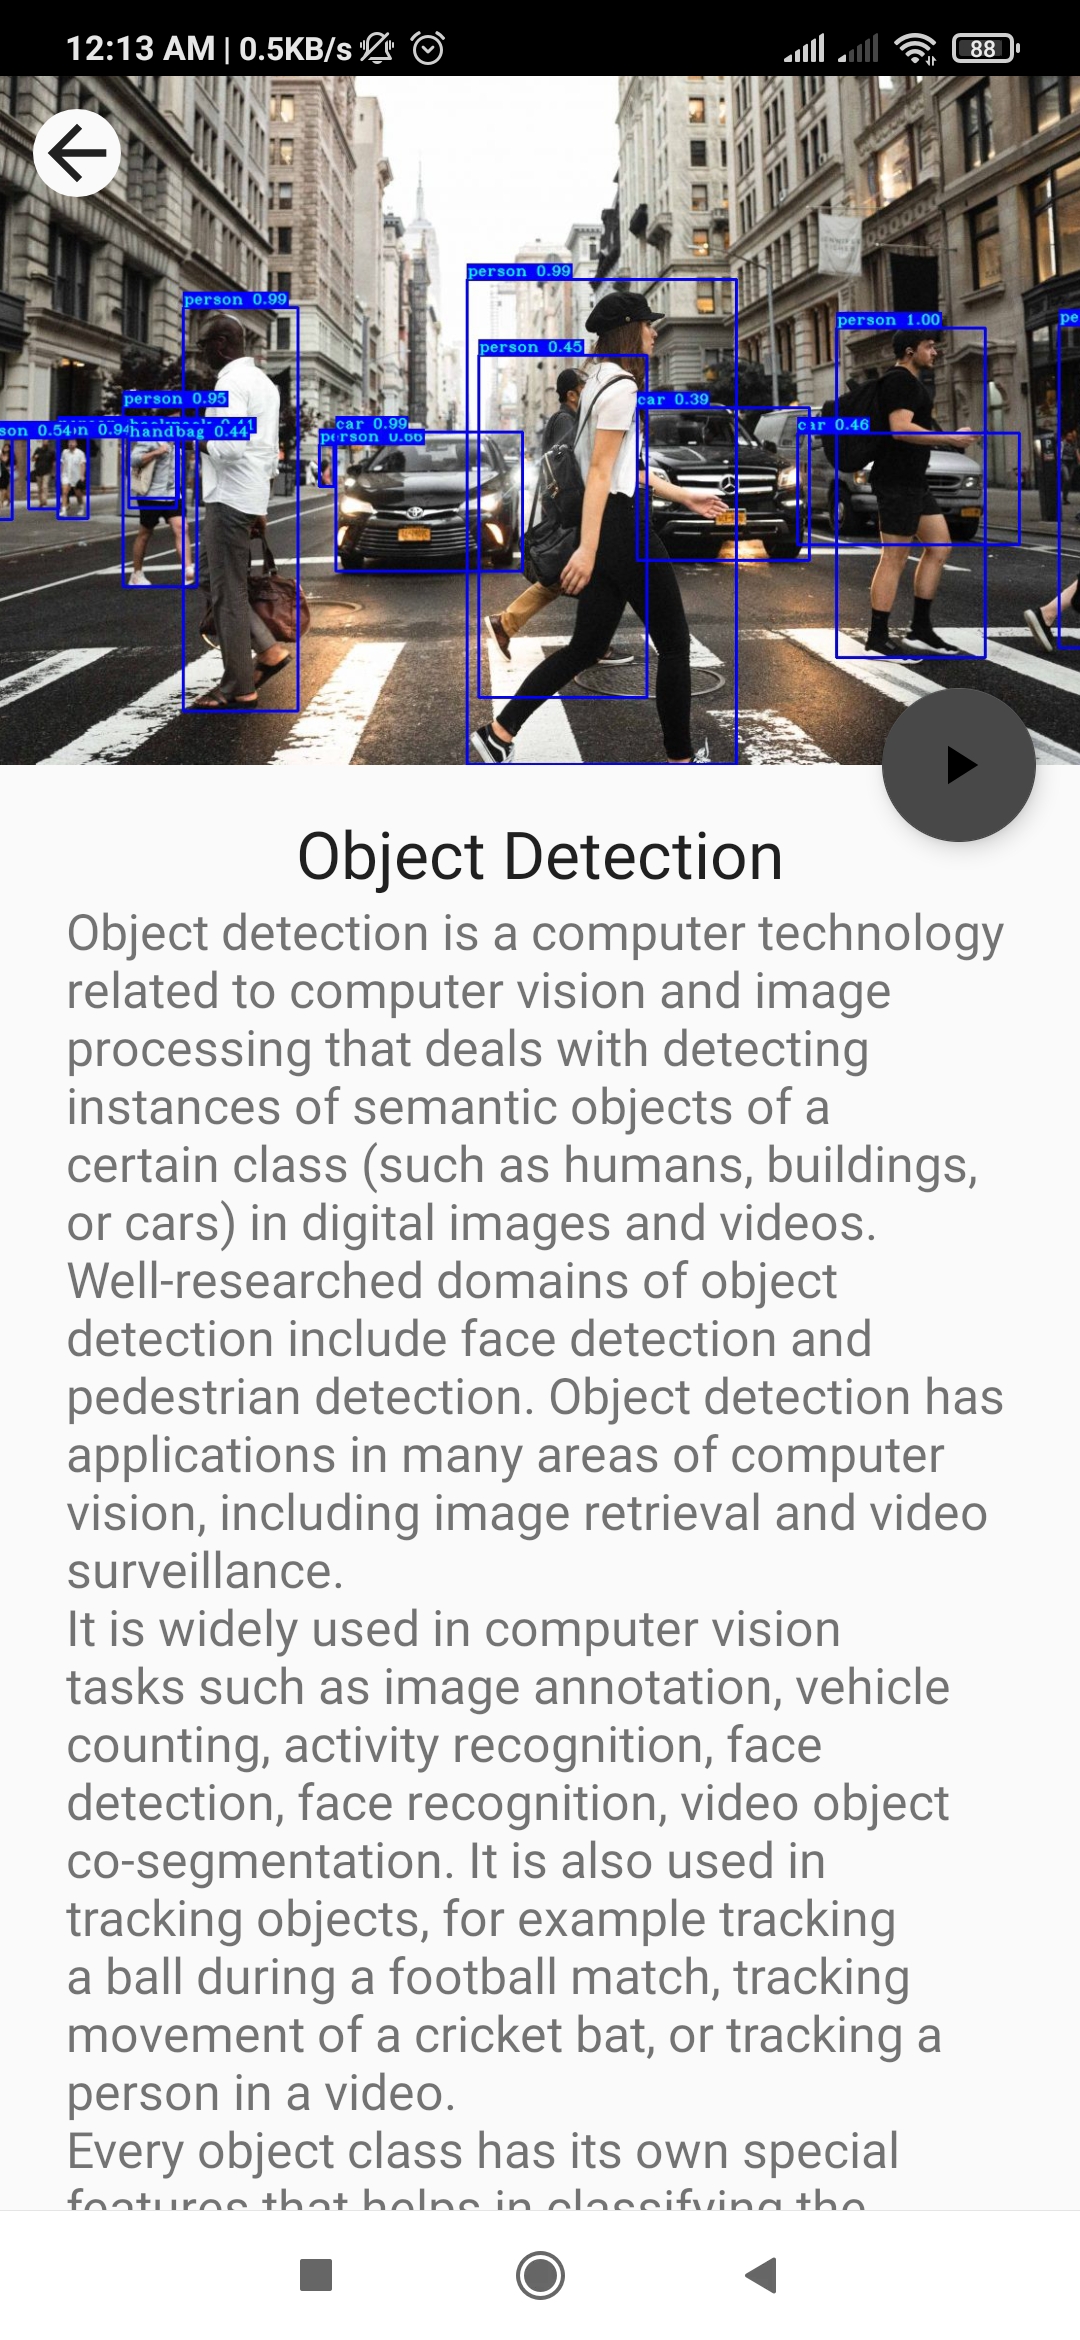 12:13 AM | 0.5KB/s
88
person 0.99
person 0.99
person 1.00
person 0.45
person 0.95
car 0.39
car 0.99
car 0.46
son 0.54
0.94
handbag 0.44
person 0.66
Object Detection
Object detection is a computer technology
related to computer vision and image
processing that deals with detecting
instances of semantic objects of a
certain class (such as humans, buildings,
or cars) in digital images and videos.
Well-researched domains of object
detection include face detection and
pedestrian detection. Object detection has
applications in many areas of computer
vision, including image retrieval and video
surveillance.
It is widely used in computer vision
tasks such as image annotation, vehicle
counting, activity recognition, face
detection, face recognition, video object
co-segmentation. It is also used in
tracking objects, for example tracking
a ball during a football match, tracking
movement of a cricket bat, or tracking a
person in a video.
Every object class has its own special
features that helps in classifying the